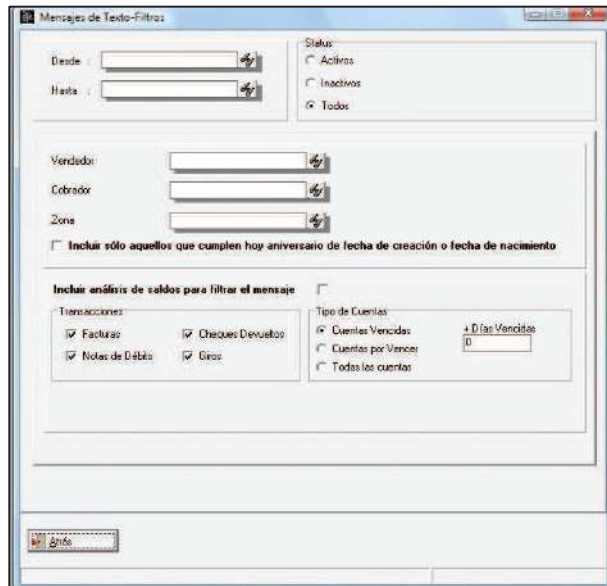 Mensajes de Texto-Filtros
Desde :
Hasta :
Status
Activos
Inactivos
Todos
Vendedor
Cobrador
Zona
Incluir sólo aquellos que cumplen hoy aniversario de fecha de creación o fecha de nacimiento
Incluir análisis de saldos para filtrar el mensaje
Transacciones
Facturas
Cheques Devueltos
Notas de Débito
Giros
Tipo de Cuentas
Cuentas Vencidas
Cuentas por Vencer
Todas las cuentas
+ Días Vencidas
0
Atrás